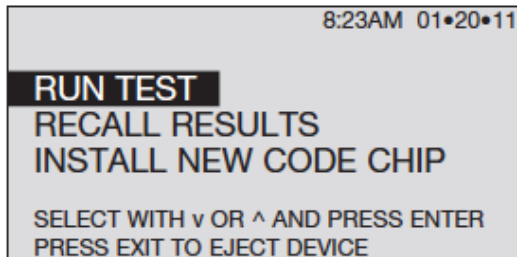 8:23AM 01•20•11
RUN TEST
RECALL RESULTS
INSTALL NEW CODE CHIP
SELECT WITH v OR ^ AND PRESS ENTER
PRESS EXIT TO EJECT DEVICE